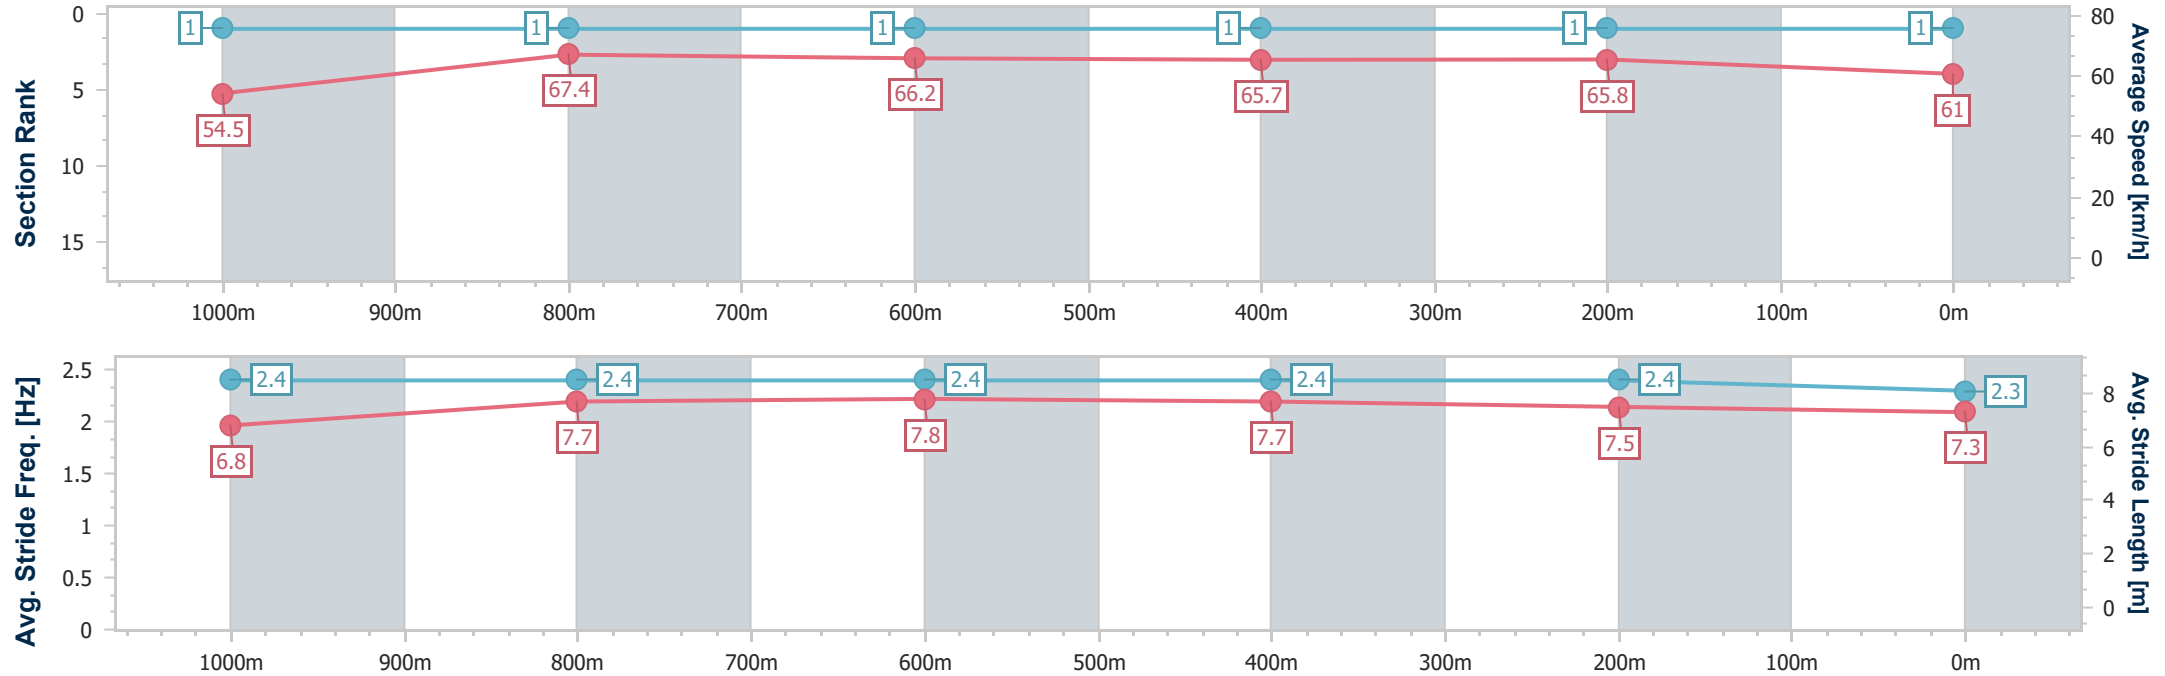 Section Rank
0
5
10
15
1
1
1
1
1
1
54.5
67.4
66.2
65.7
65.8
61
80
60
40
20
0
Average Speed [km/h]
1000m
900m
800m
700m
600m
500m
400m
300m
200m
100m
0m
Avg. Stride Freq. [Hz]
2.5
2
1.5
1
0.5
0
2.4
2.4
2.4
2.4
2.4
2.3
6.8
7.7
7.8
7.7
7.5
7.3
8
6
4
2
0
Avg. Stride Length [m]
1000m
900m
800m
700m
600m
500m
400m
300m
200m
100m
0m